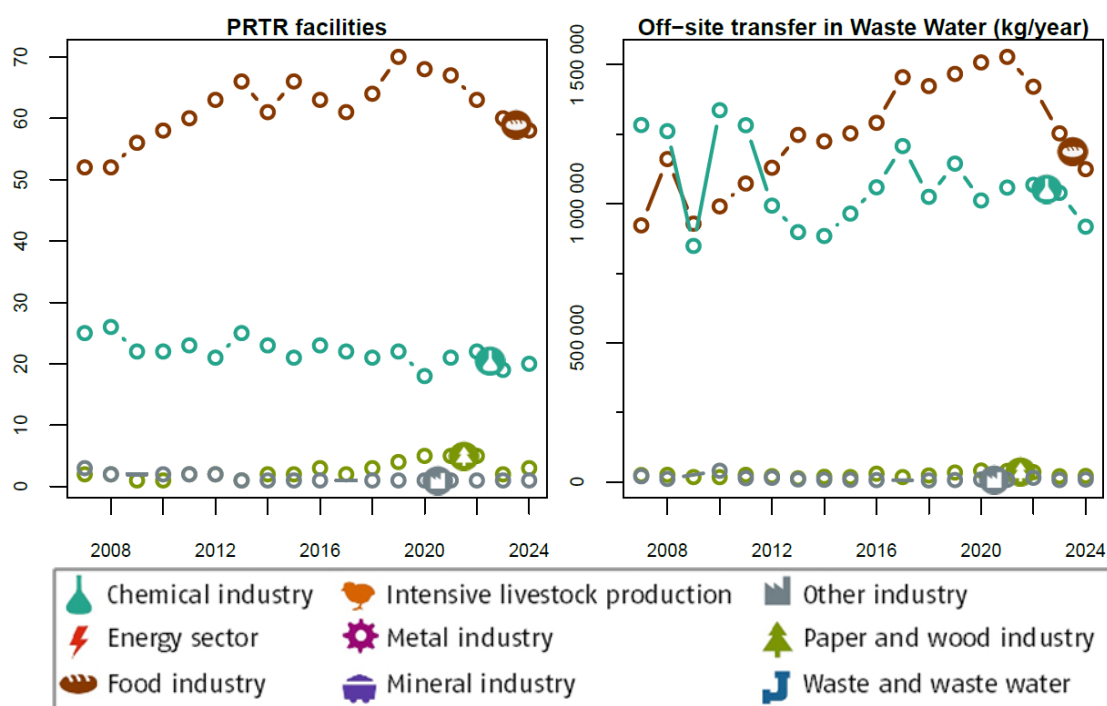 PRTR facilities
Off−site transfer in Waste Water (kg/year)
70
60
50
40
30
20
10
0
2008 2012 2016 2020 2024
1 500 000
1 000 000
500 000
0
2008 2012 2016 2020 2024
Chemical industry
Intensive livestock production
Other industry
Energy sector
Metal industry
Paper and wood industry
Food industry
Mineral industry
Waste and waste water